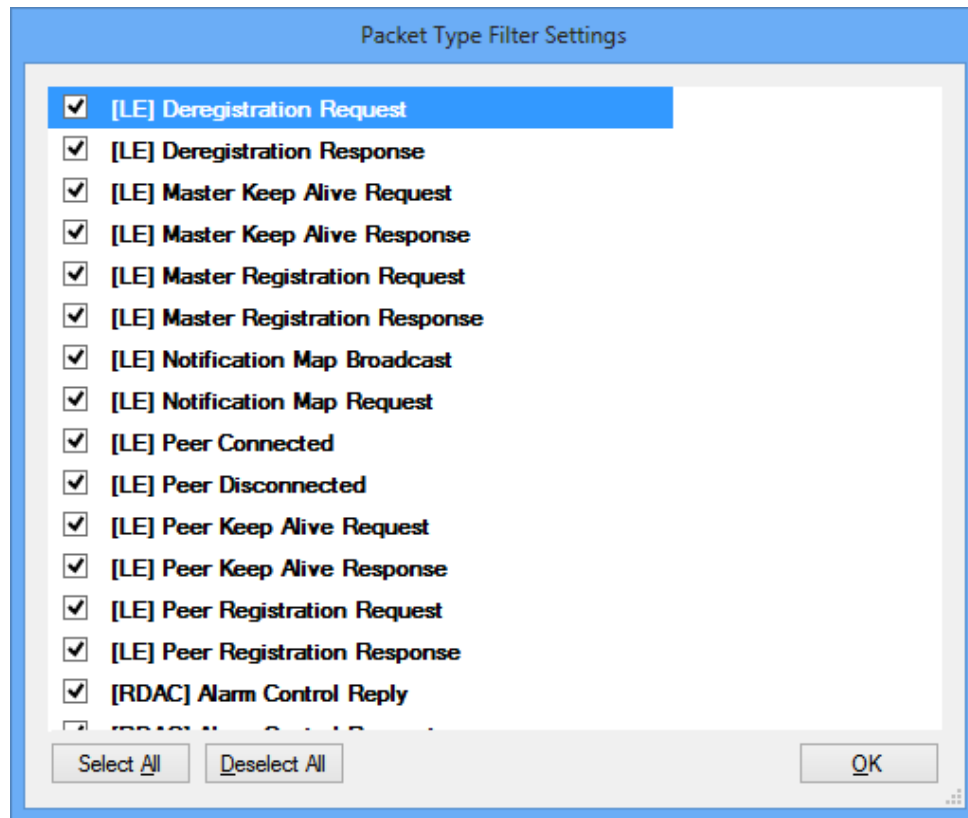 Packet Type Filter Settings
[LE] Deregistration Request
[LE] Deregistration Response
[LE] Master Keep Alive Request
[LE] Master Keep Alive Response
[LE] Master Registration Request
[LE] Master Registration Response
[LE] Notification Map Broadcast
[LE] Notification Map Request
[LE] Peer Connected
[LE] Peer Disconnected
[LE] Peer Keep Alive Request
[LE] Peer Keep Alive Response
[LE] Peer Registration Request
[LE] Peer Registration Response
[RDAC] Alarm Control Reply
Select All Deselect All OK